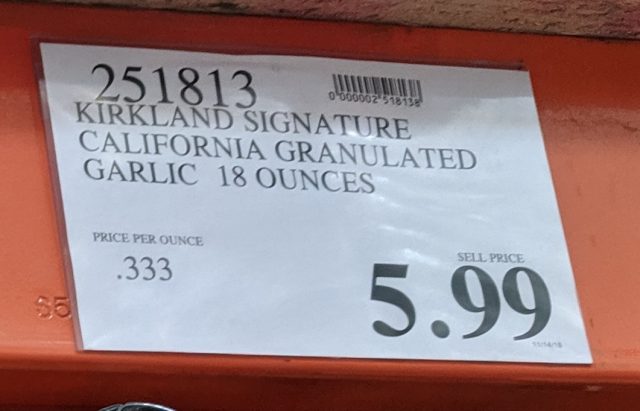 251813
0 000002 518138
KIRKLAND SIGNATURE
CALIFORNIA GRANULATED
GARLIC 18 OUNCES
PRICE PER OUNCE
.333
SELL PRICE
5.99